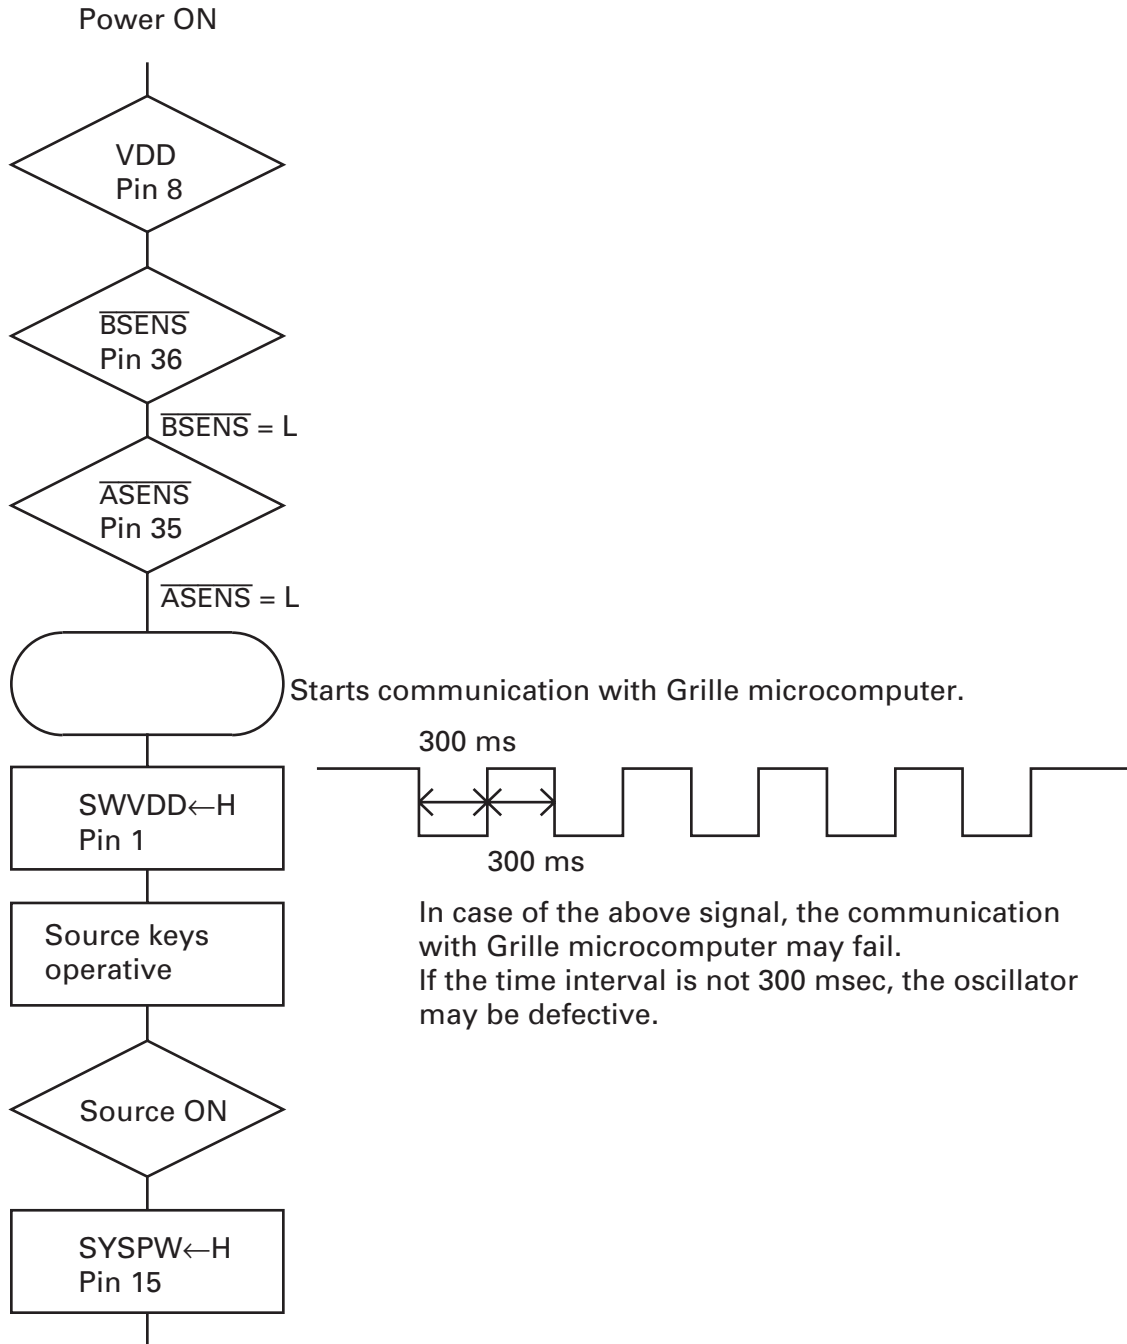 Power ON
VDD
Pin 8
BSENS
Pin 36
BSENS = L
ASENS
Pin 35
ASENS = L
Starts communication with Grille microcomputer.
300 ms
SWVDD←H
Pin 1
300 ms
In case of the above signal, the communication
with Grille microcomputer may fail.
If the time interval is not 300 msec, the oscillator
may be defective.
Source keys
operative
Source ON
SYSPW←H
Pin 15